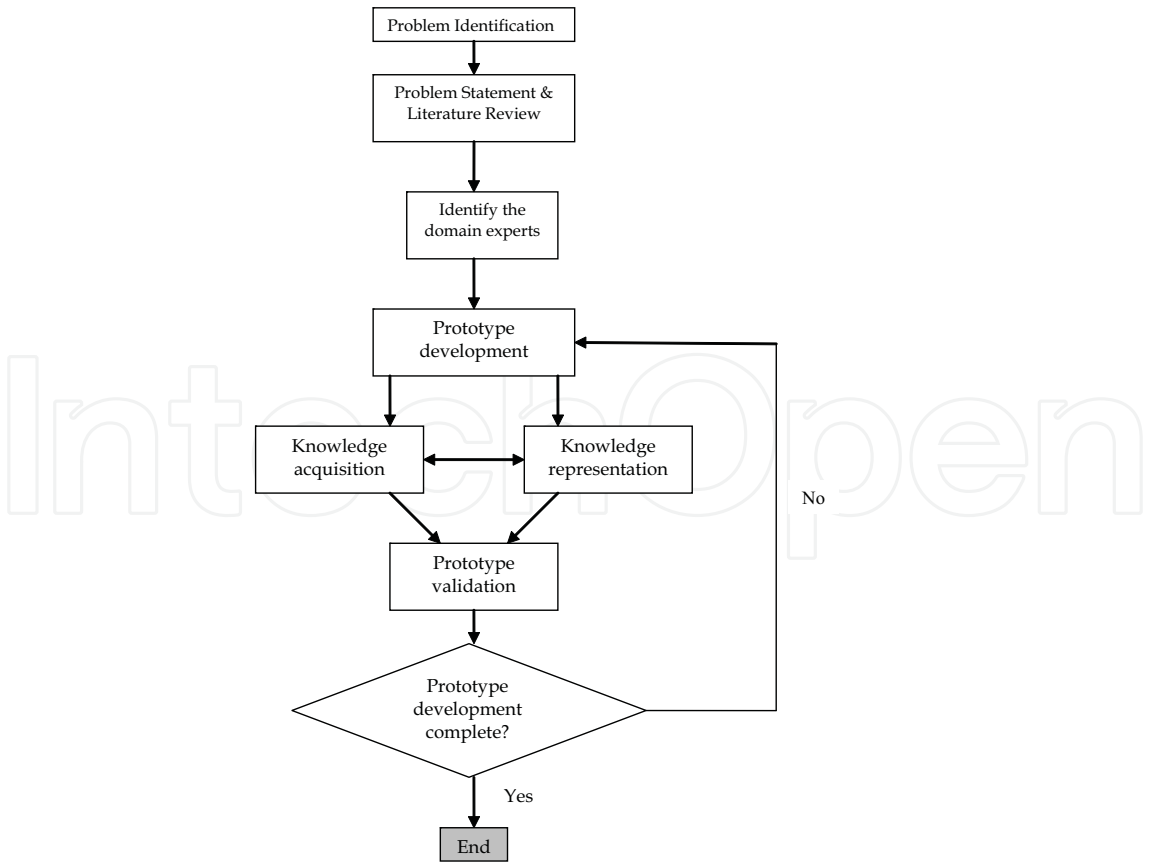 Problem Identification
Problem Statement &
Literature Review
Identify the
domain experts
Prototype
development
Knowledge
acquisition
Knowledge
representation
IntechOpen
No
Prototype
validation
Prototype
development
complete?
Yes
End